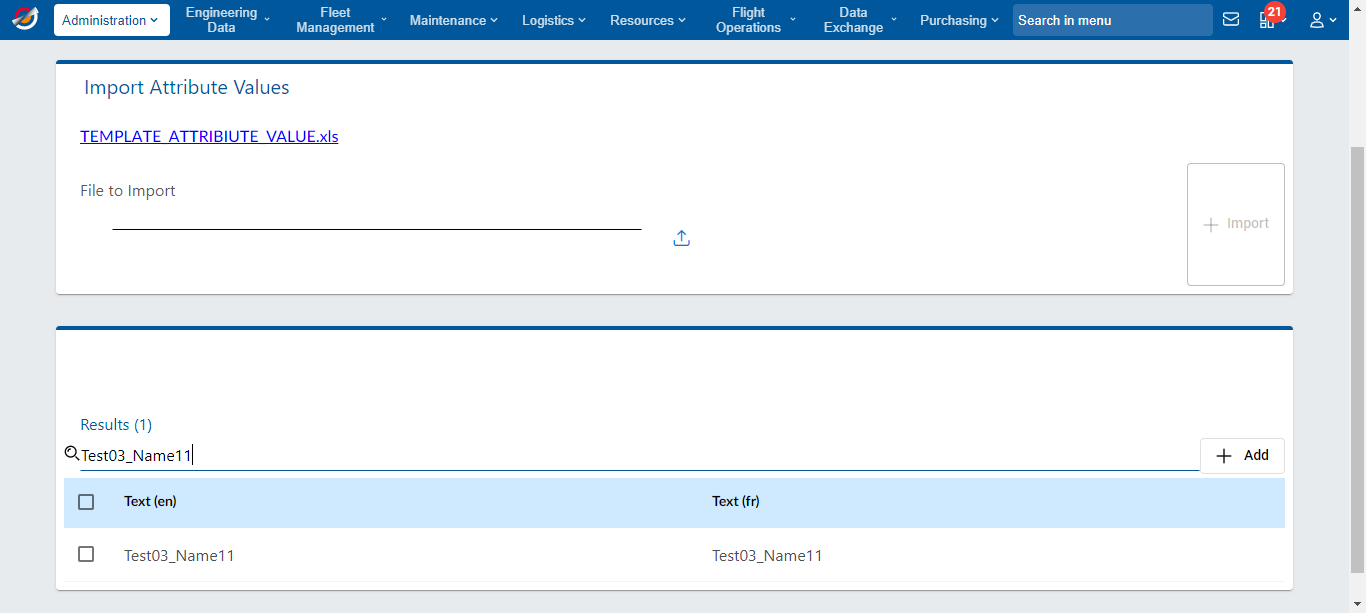 Administration
Engineering
Data
Fleet
Management
Maintenance
Logistics
Resources
Flight
Operations
Data
Exchange
Purchasing
Search in menu
21
Import Attribute Values
TEMPLATE_ATTRIBIUTE_VALUE.xls
File to Import
Import
Results (1)
Test03_Name11
Add
Text (en) Text (fr)
Test03_Name11 Test03_Name11